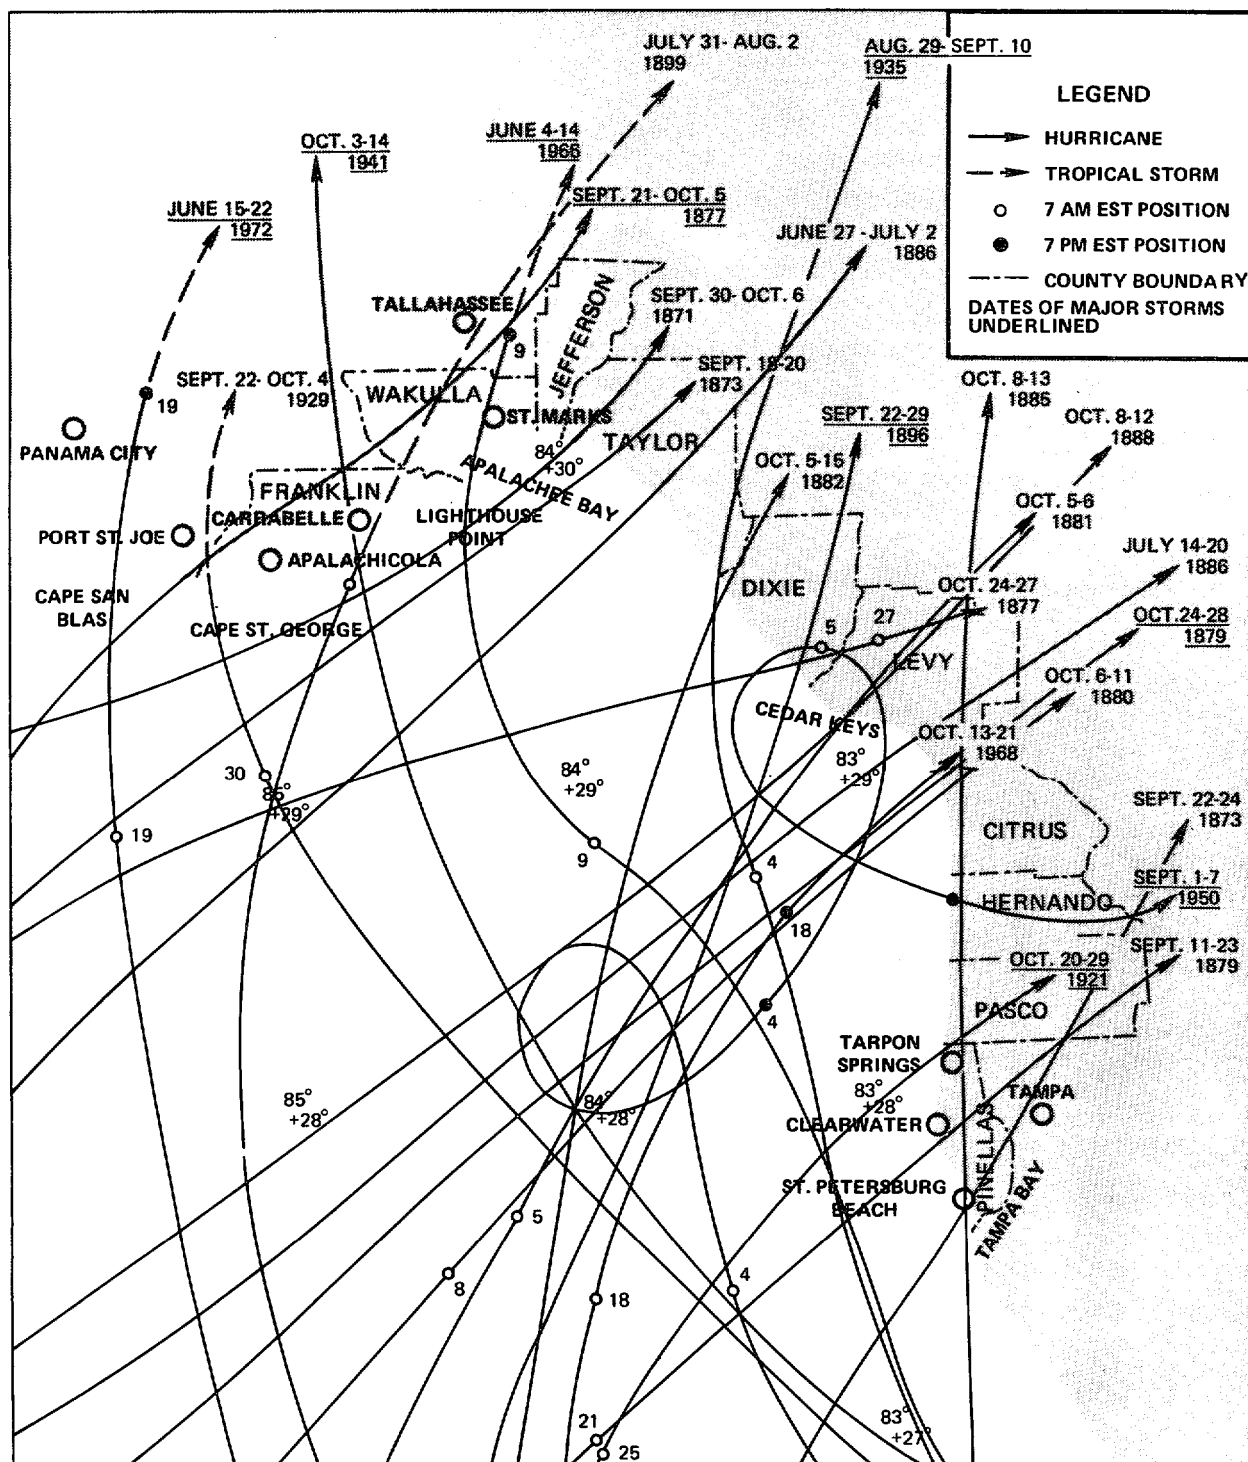 JULY 31- AUG. 2
1899
AUG. 29- SEPT. 10
1935
LEGEND
HURRICANE
TROPICAL STORM
7 AM EST POSITION
7 PM EST POSITION
COUNTY BOUNDARY
DATES OF MAJOR STORMS
UNDERLINED
OCT. 3-14
1941
JUNE 4-14
1966
JUNE 15-22
1972
SEPT. 21- OCT. 5
1877
JUNE 27 - JULY 2
1886
TALLAHASSEE
9
JEFFERSON
SEPT. 30- OCT. 6
1871
SEPT. 18-20
1873
19
SEPT. 22- OCT. 4
1929
WAKULLA
ST. MARKS
PANAMA CITY
84°
+30°
TAYLOR
APALACHEE BAY
SEPT. 22-29
1896
OCT. 8-13
1885
OCT. 8-12
1888
OCT. 5-15
1882
OCT. 5-6
1881
FRANKLIN
CARRABELLE
LIGHTHOUSE
POINT
PORT ST. JOE
APALACHICOLA
JULY 14-20
1886
CAPE SAN
BLAS
CAPE ST. GEORGE
DIXIE
OCT. 24-27
1877
5
27
LEVY
OCT.24-28
1879
OCT. 6-11
1880
CEDAR KEYS
OCT. 13-21
1968
30
85°
+29°
84°
+29°
83°
+29°
19
9
4
CITRUS
SEPT. 22-24
1873
SEPT. 1-7
1950
HERNANDO
18
SEPT. 11-23
1879
OCT. 20-29
1921
4
PASCO
TARPON
SPRINGS
85°
+28°
84°
+28°
83°
+28°
TAMPA
CLEARWATER
PINELLAS
ST. PETERSBURG
BEACH
TAMPA BAY
5
8
18
4
21
25
83°
+27°